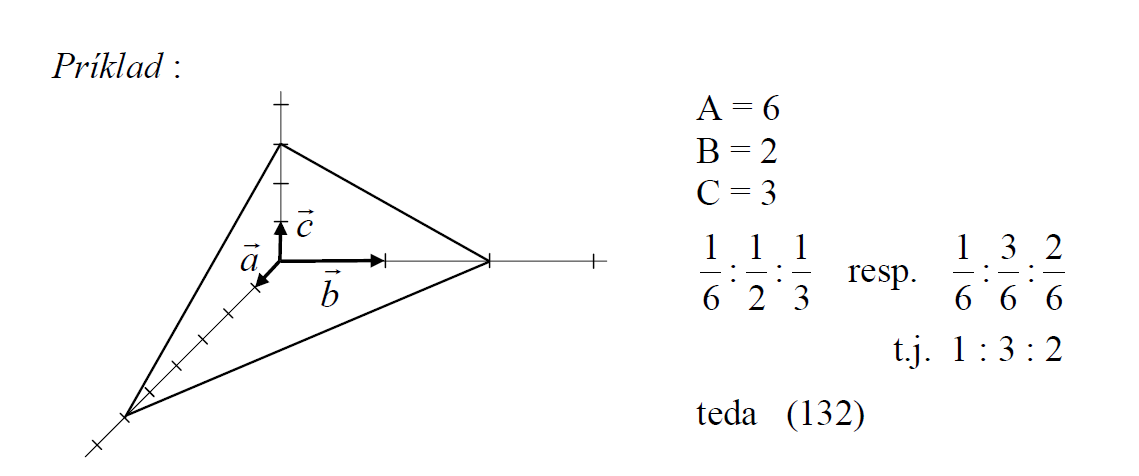 Príklad :
A = 6
B = 2
C = 3
c⃗
a⃗
b⃗
1/6 : 1/2 : 1/3 resp. 1/6 : 3/6 : 2/6
t.j. 1 : 3 : 2
teda (132)